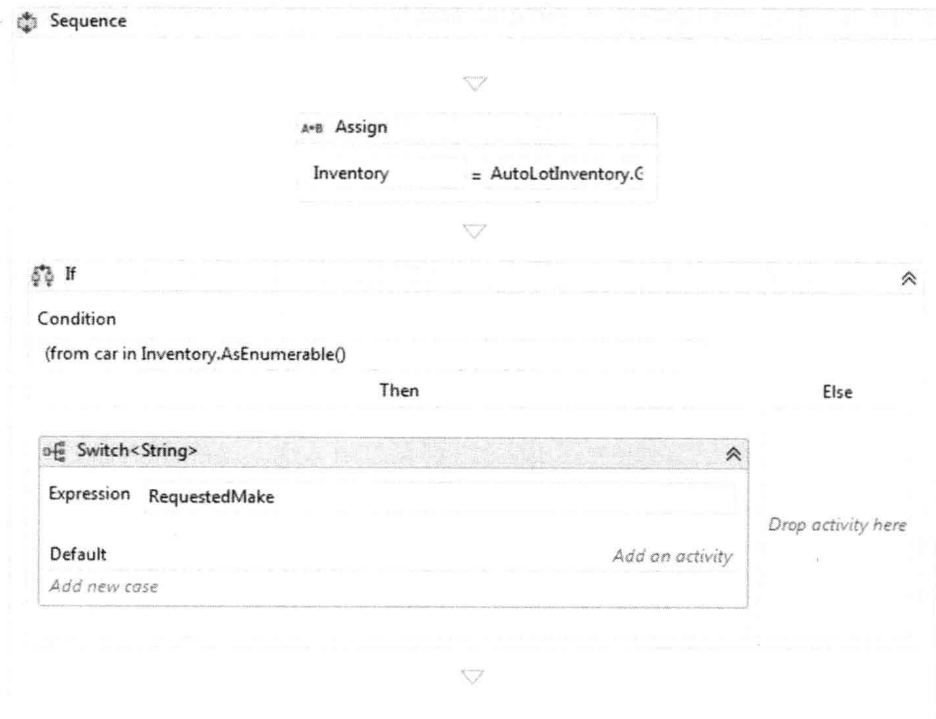 Sequence
A+B Assign
Inventory = AutoLotInventory.G
If
Condition
(from car in Inventory.AsEnumerable()
Then Else
Switch<String>
Expression RequestedMake
Drop activity here
Default Add an activity
Add new case